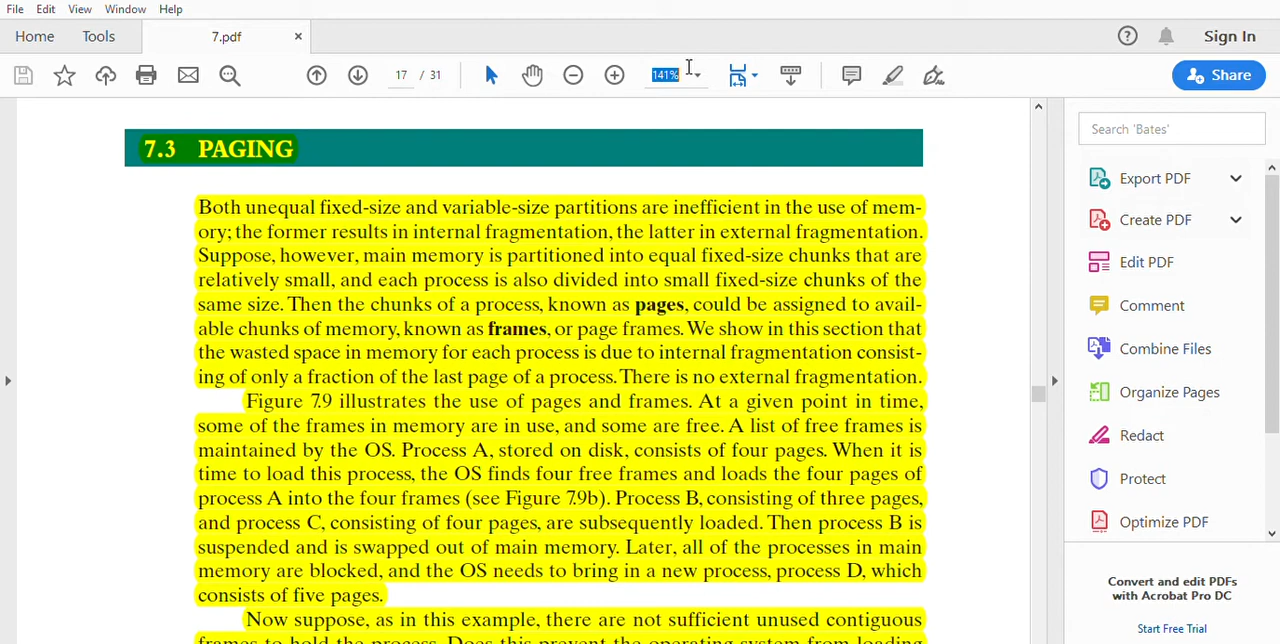 File Edit View Window Help
Home Tools 7.pdf × ? Sign In
17 / 31 141% Share
7.3 PAGING
Both unequal fixed-size and variable-size partitions are inefficient in the use of mem-
ory; the former results in internal fragmentation, the latter in external fragmentation.
Suppose, however, main memory is partitioned into equal fixed-size chunks that are
relatively small, and each process is also divided into small fixed-size chunks of the
same size. Then the chunks of a process, known as pages, could be assigned to avail-
able chunks of memory, known as frames, or page frames. We show in this section that
the wasted space in memory for each process is due to internal fragmentation consist-
ing of only a fraction of the last page of a process. There is no external fragmentation.
Figure 7.9 illustrates the use of pages and frames. At a given point in time,
some of the frames in memory are in use, and some are free. A list of free frames is
maintained by the OS. Process A, stored on disk, consists of four pages. When it is
time to load this process, the OS finds four free frames and loads the four pages of
process A into the four frames (see Figure 7.9b). Process B, consisting of three pages,
and process C, consisting of four pages, are subsequently loaded. Then process B is
suspended and is swapped out of main memory. Later, all of the processes in main
memory are blocked, and the OS needs to bring in a new process, process D, which
consists of five pages.
Now suppose, as in this example, there are not sufficient unused contiguous
frames to hold the process. Does this prevent the operating system from loading
Search 'Bates'
Export PDF
Create PDF
Edit PDF
Comment
Combine Files
Organize Pages
Redact
Protect
Optimize PDF
Convert and edit PDFs
with Acrobat Pro DC
Start Free Trial